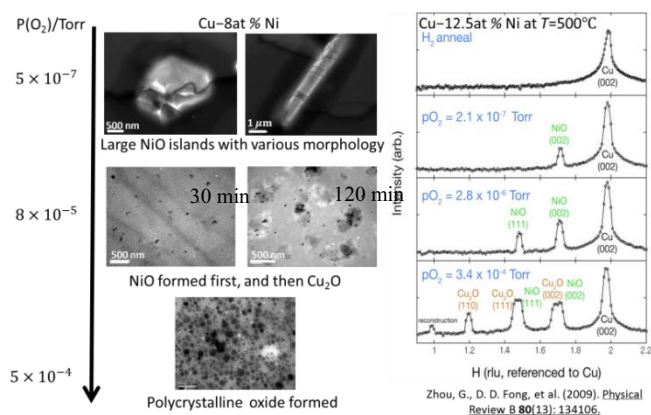 P(O₂)/Torr
Cu−8at % Ni
5 × 10⁻⁷
500 nm
1 μm
Large NiO islands with various morphology
30 min
120 min
8 × 10⁻⁵
500nm
500nm
NiO formed first, and then Cu₂O
5 × 10⁻⁴
Polycrystalline oxide formed
Cu−12.5at % Ni at T=500℃
H₂ anneal
Cu
(002)
pO₂ = 2.1 x 10⁻⁷ Torr
NiO
(002)
Cu
(002)
pO₂ = 2.8 x 10⁻⁶ Torr
NiO
(111)
NiO
(002)
Cu
(002)
pO₂ = 3.4 x 10⁻⁴ Torr
reconstruction
Cu₂O
(110)
Cu₂O
(111)
NiO
(111)
Cu₂O
(002)
NiO
(002)
Cu
(002)
Intensity (arb.)
1 1.2 1.4 1.6 1.8 2 2.2
H (rlu, referenced to Cu)
Zhou, G., D. D. Fong, et al. (2009). Physical
Review B 80(13): 134106.